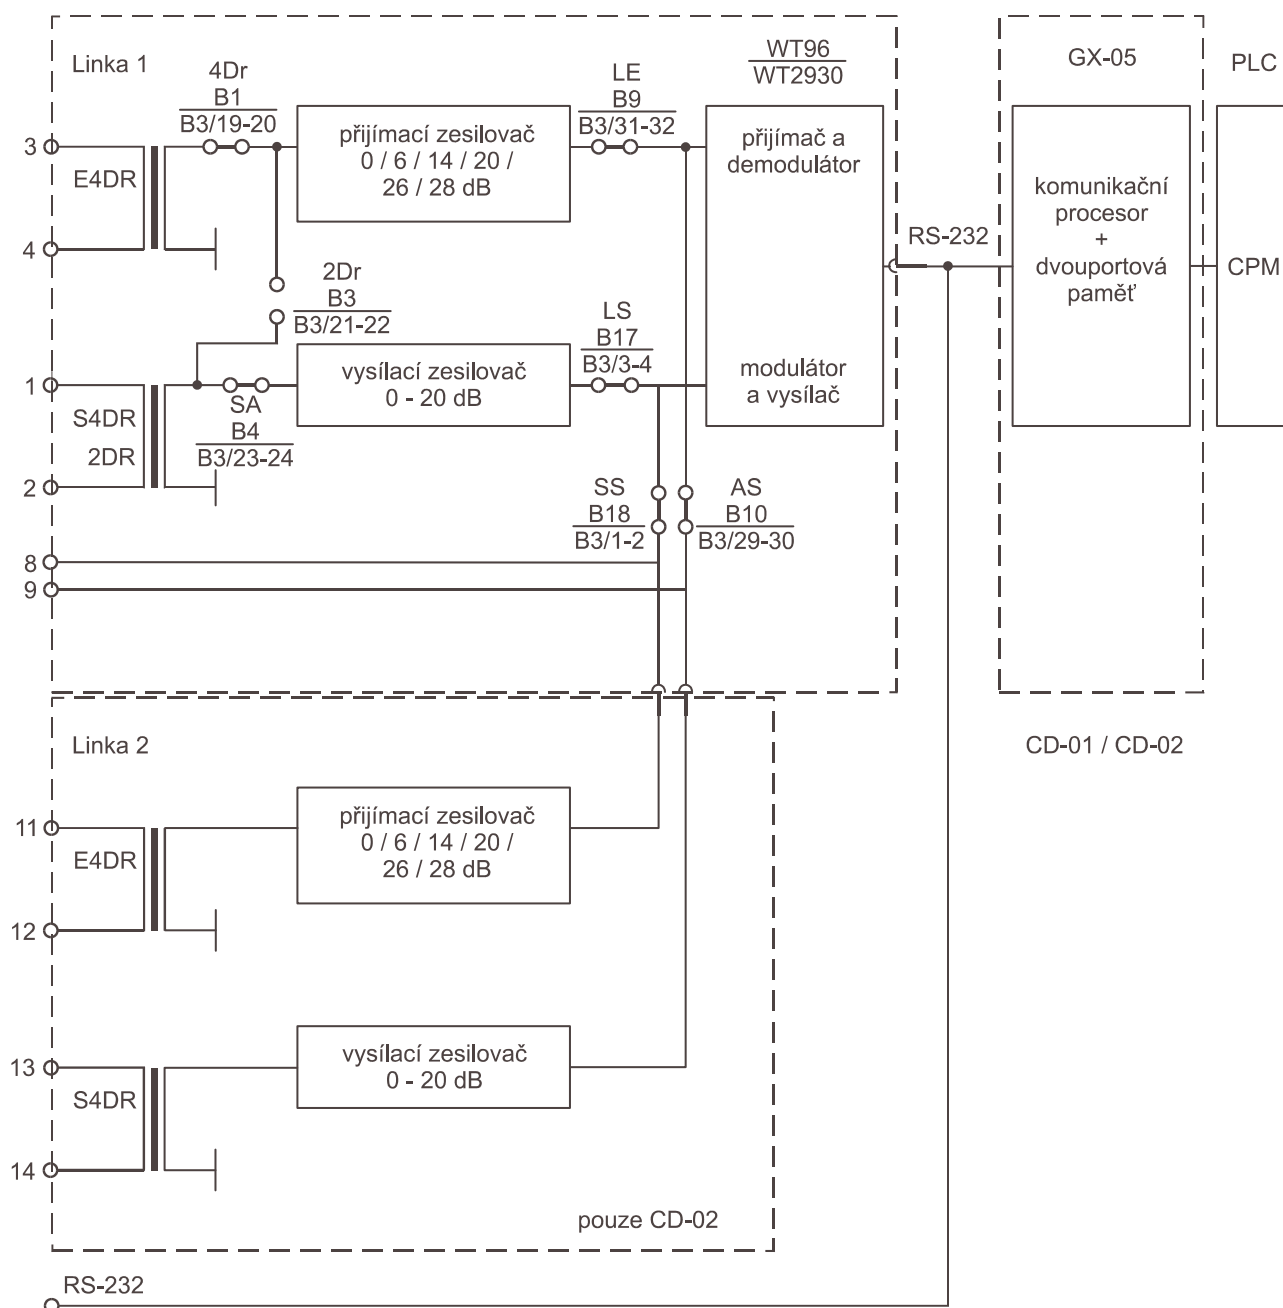 Linka 1
4Dr
B1
B3/19-20
LE
B9
B3/31-32
WT96
WT2930
GX-05
PLC
3
E4DR
4
přijímací zesilovač
0 / 6 / 14 / 20 /
26 / 28 dB
přijímač a
demodulátor
komunikační
procesor
+
dvouportová
paměť
CPM
RS-232
2Dr
B3
B3/21-22
LS
B17
B3/3-4
1
S4DR
2DR
2
SA
B4
B3/23-24
vysílací zesilovač
0 - 20 dB
modulátor
a vysílač
SS
B18
B3/1-2
AS
B10
B3/29-30
8
9
Linka 2
CD-01 / CD-02
11
E4DR
12
přijímací zesilovač
0 / 6 / 14 / 20 /
26 / 28 dB
13
S4DR
14
vysílací zesilovač
0 - 20 dB
pouze CD-02
RS-232